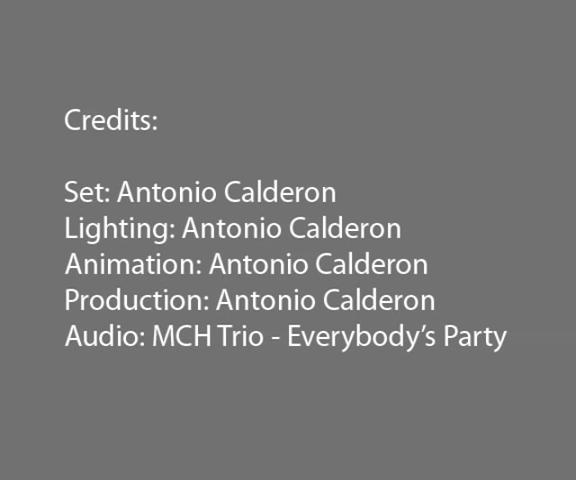 Credits:
Set: Antonio Calderon
Lighting: Antonio Calderon
Animation: Antonio Calderon
Production: Antonio Calderon
Audio: MCH Trio - Everybody’s Party